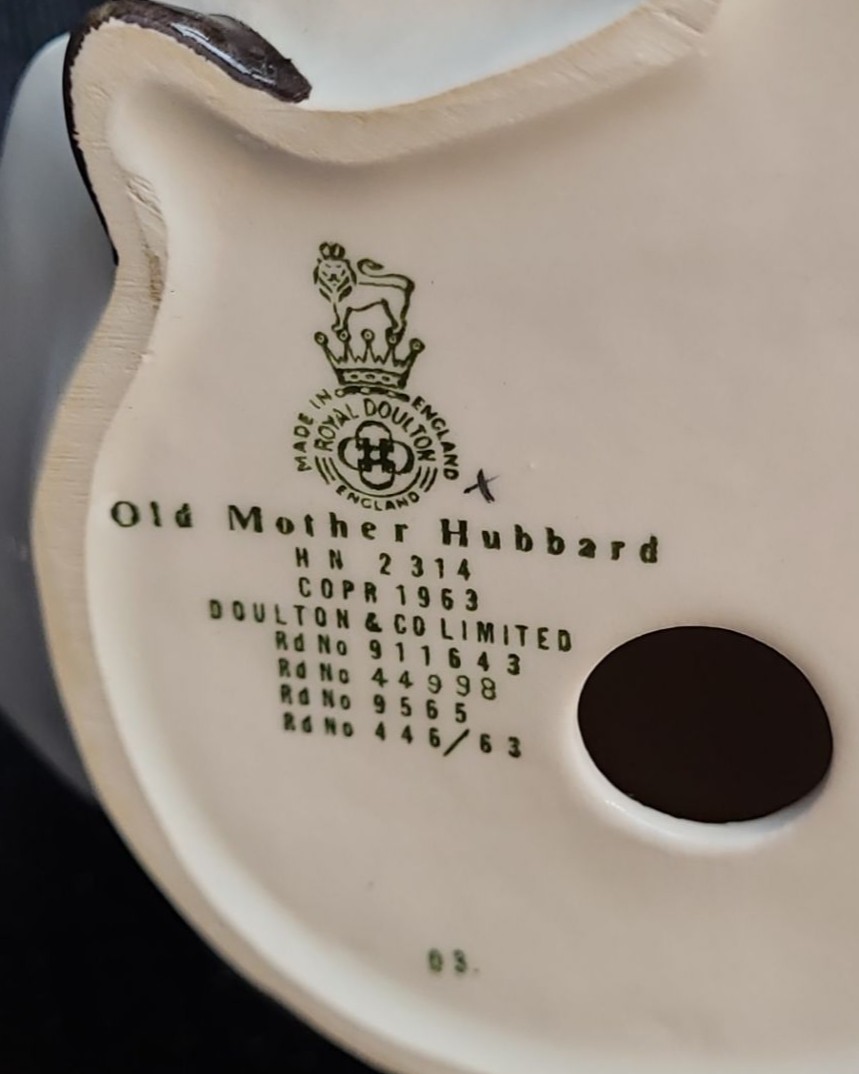 MADE IN ENGLAND
ROYAL DOULTON
ENGLAND
x
Old Mother Hubbard
HN 2314
COPR 1963
DOULTON & CO LIMITED
Rd No 911643
Rd No 44998
Rd No 9565
Rd No 446/63